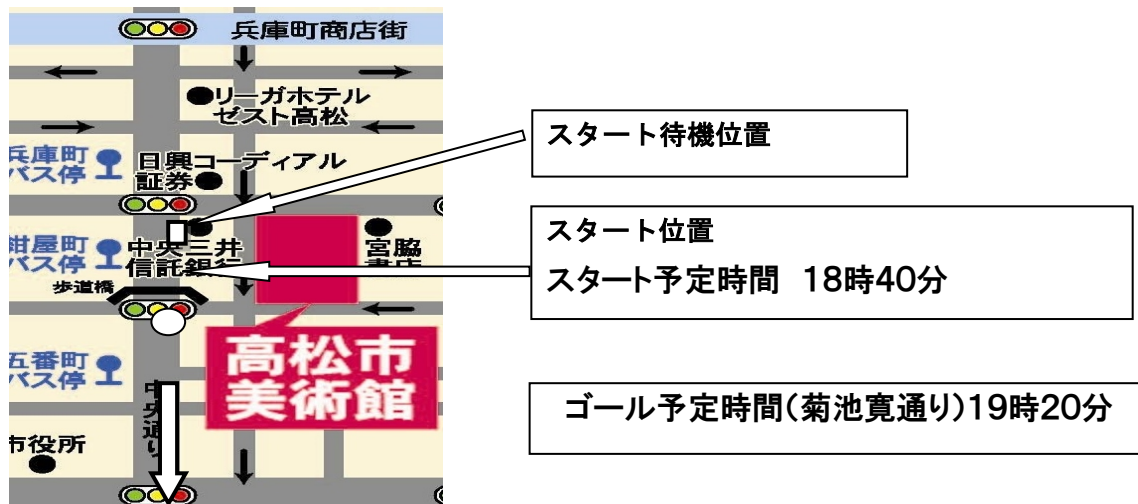 兵庫町商店街
リーガホテル
ゼスト高松
兵庫町
バス停
日興コーディアル
証券
紺屋町
バス停
中央三井
信託銀行
宮脇
書店
歩道橋
高松市
美術館
五番町
バス停
中央通り
市役所
スタート待機位置
スタート位置
スタート予定時間 18時40分
ゴール予定時間(菊池寛通り)19時20分